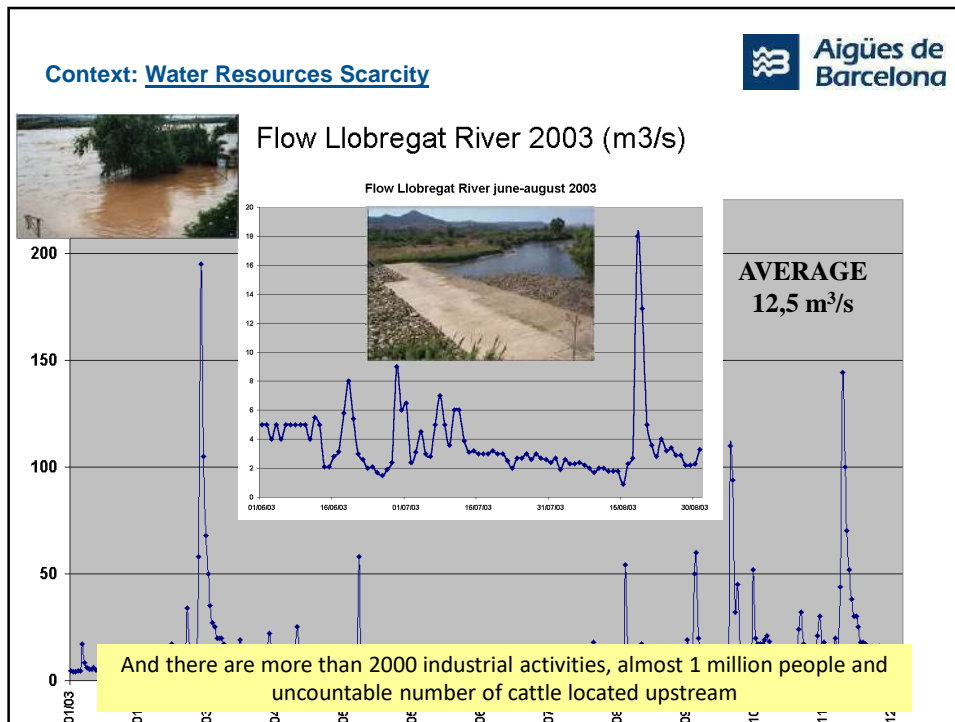 Context: Water Resources Scarcity
Aigües de
Barcelona
Flow Llobregat River 2003 (m3/s)
Flow Llobregat River june-august 2003
20
18
16
14
12
10
8
6
4
2
0
01/06/03
16/06/03
01/07/03
16/07/03
31/07/03
15/08/03
30/08/03
AVERAGE
12,5 m³/s
200
150
100
50
0
And there are more than 2000 industrial activities, almost 1 million people and
uncountable number of cattle located upstream